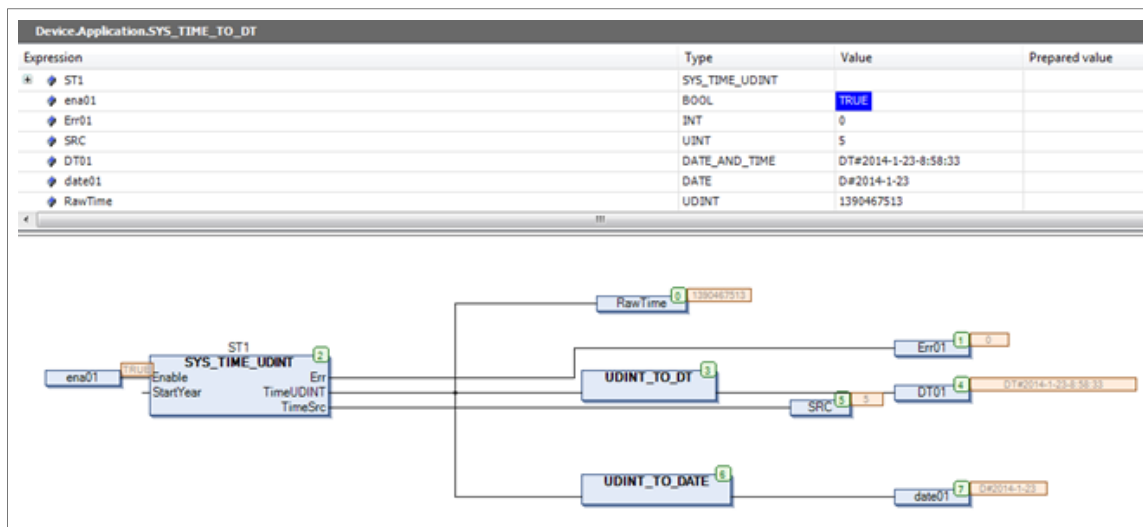 Device.Application.SYS_TIME_TO_DT
Expression Type Value Prepared value
ST1 SYS_TIME_UDINT
ena01 BOOL TRUE
Err01 INT 0
SRC UINT 5
DT01 DATE_AND_TIME DT#2014-1-23-8:58:33
date01 DATE D#2014-1-23
RawTime UDINT 1390467513
RawTime 0 1390467513
ST1
SYS_TIME_UDINT 2
Err01 1 0
ena01 TRUE Enable Err
UDINT_TO_DT 3
StartYear TimeUDINT
DT01 4 DT#2014-1-23-8:58:33
TimeSrc
SRC 5 5
UDINT_TO_DATE 6
date01 7 D#2014-1-23